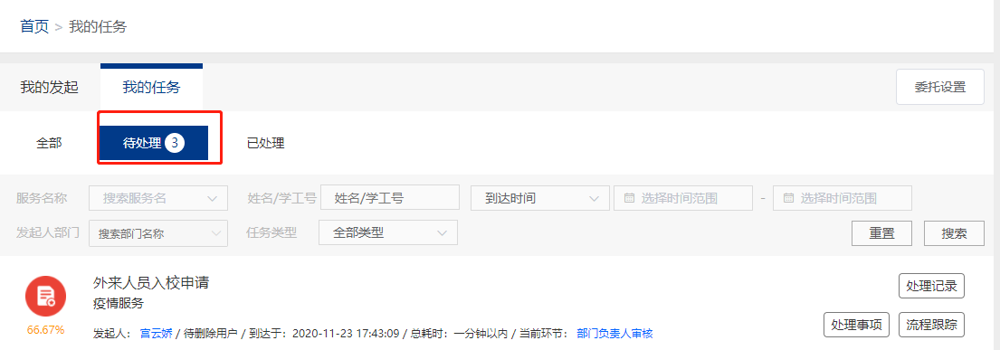 首页 > 我的任务
我的发起 我的任务 委托设置
全部 待处理 3 已处理
服务名称 搜索服务名 姓名/学工号 姓名/学工号 到达时间 选择时间范围 - 选择时间范围
发起人部门 搜索部门名称 任务类型 全部类型 重置 搜索
外来人员入校申请 处理记录
疫情服务
66.67% 发起人： 宫云娇 / 待删除用户 / 到达于：2020-11-23 17:43:09 / 总耗时：一分钟以内 / 当前环节： 部门负责人审核 处理事项 流程跟踪